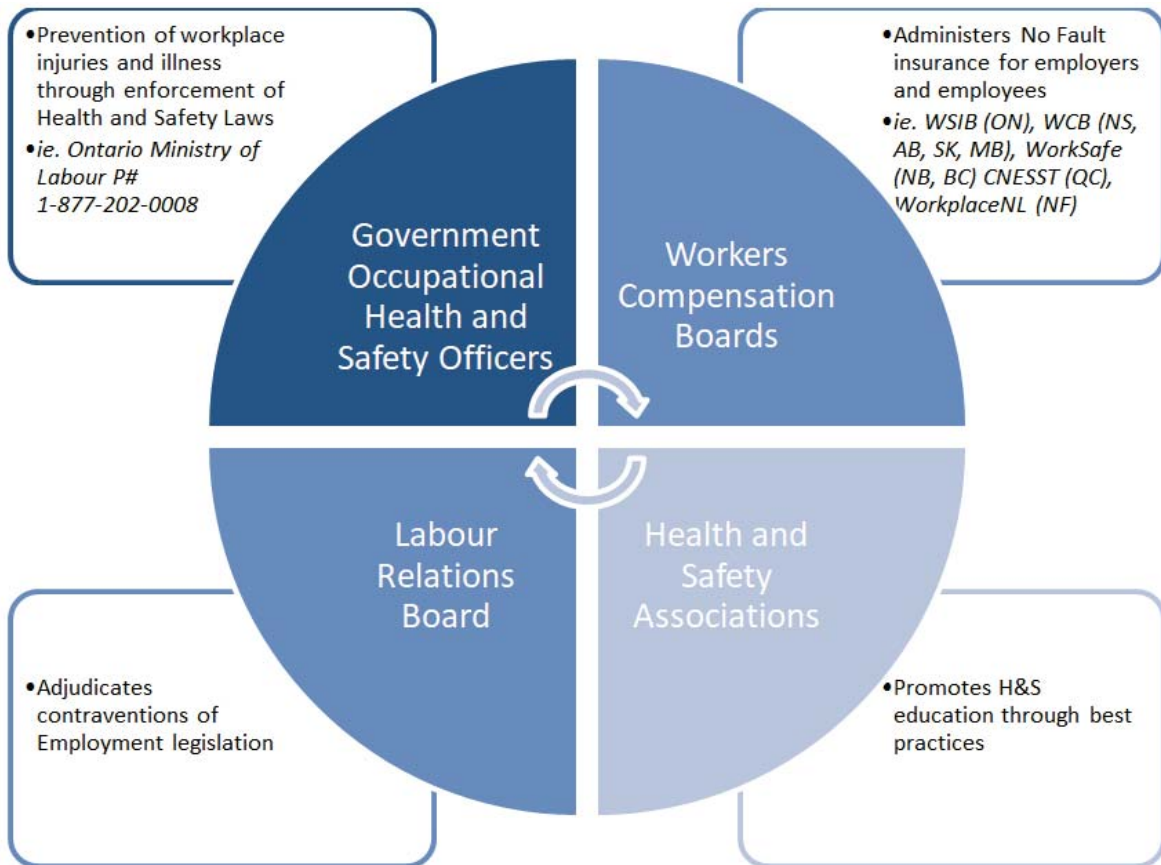 •Prevention of workplace
injuries and illness
through enforcement of
Health and Safety Laws
•ie. Ontario Ministry of
Labour P#
1-877-202-0008
•Administers No Fault
insurance for employers
and employees
•ie. WSIB (ON), WCB (NS,
AB, SK, MB), WorkSafe
(NB, BC) CNESST (QC),
WorkplaceNL (NF)
Government
Occupational
Health and
Safety Officers
Workers
Compensation
Boards
Labour
Relations
Board
Health and
Safety
Associations
•Adjudicates
contraventions of
Employment legislation
•Promotes H&S
education through best
practices